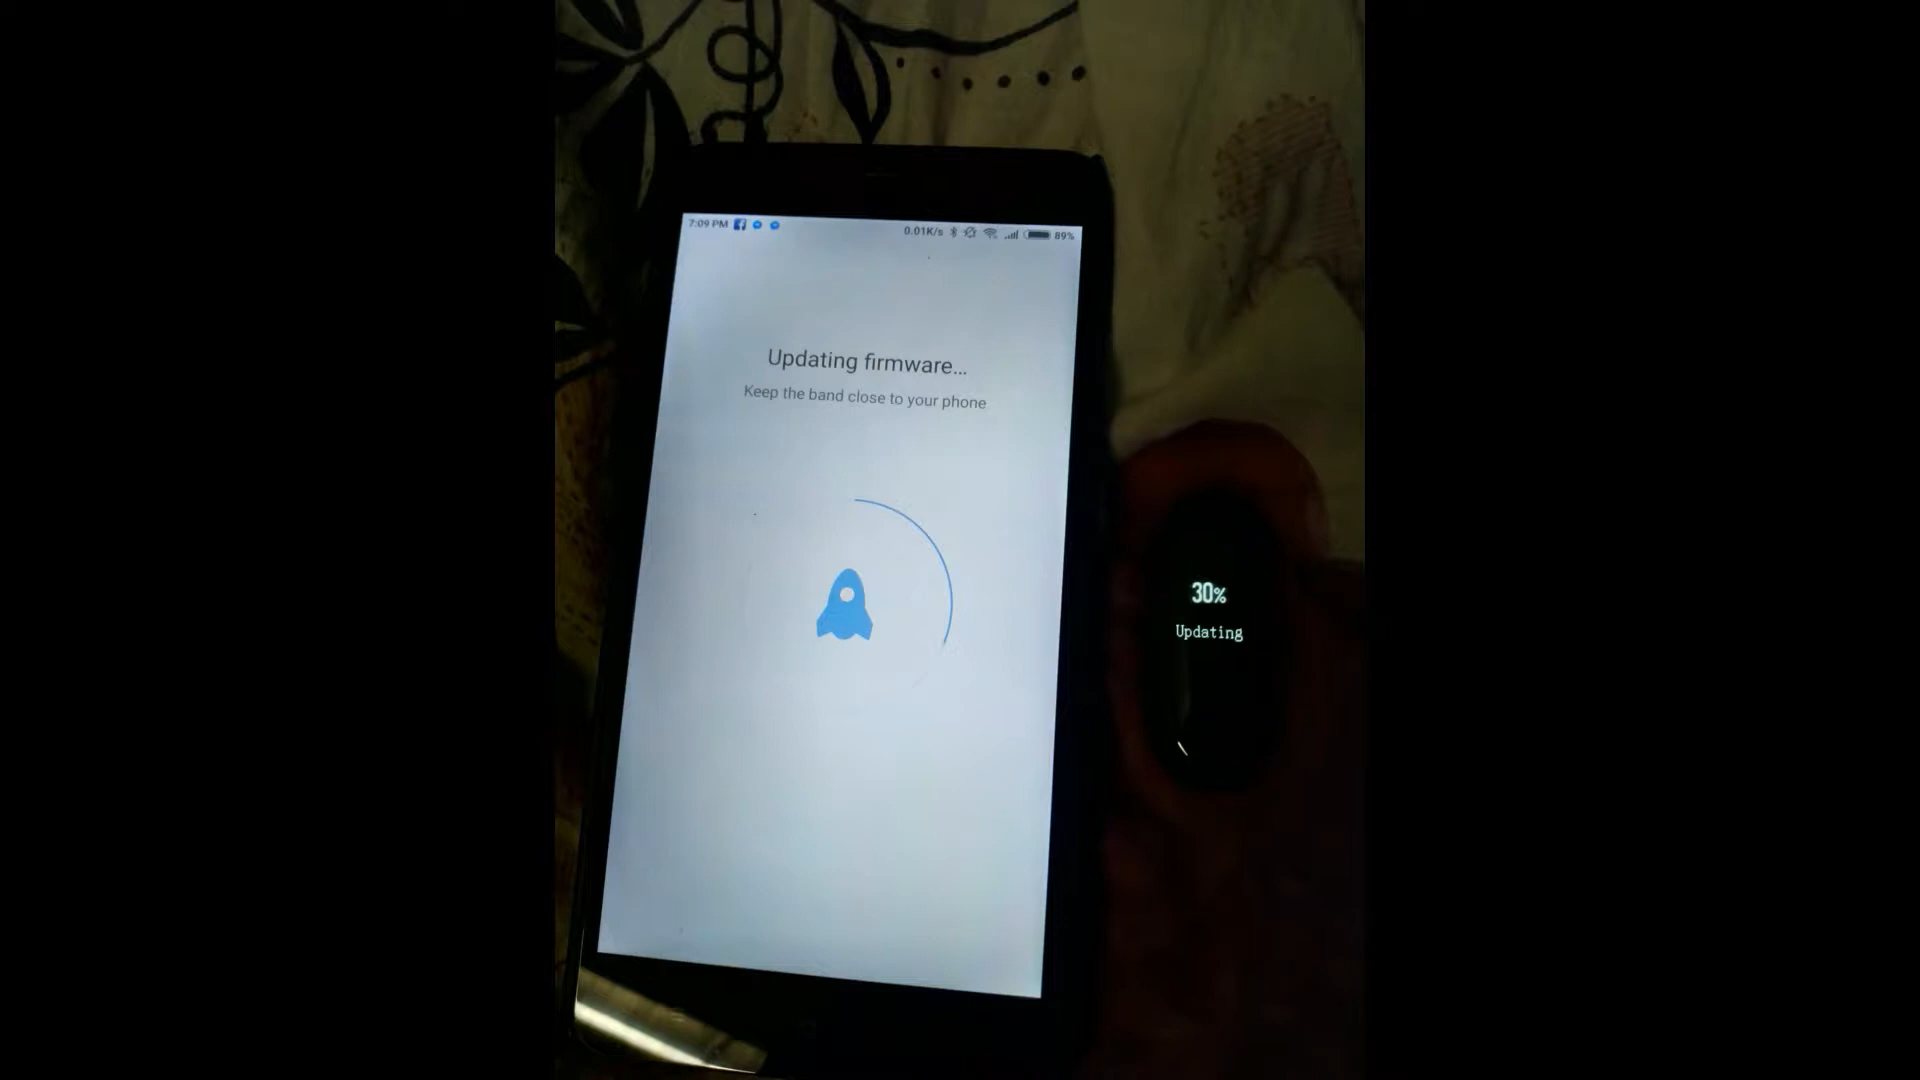 7:09 PM
0.01K/s 89%
Updating firmware...
Keep the band close to your phone
30%
Updating